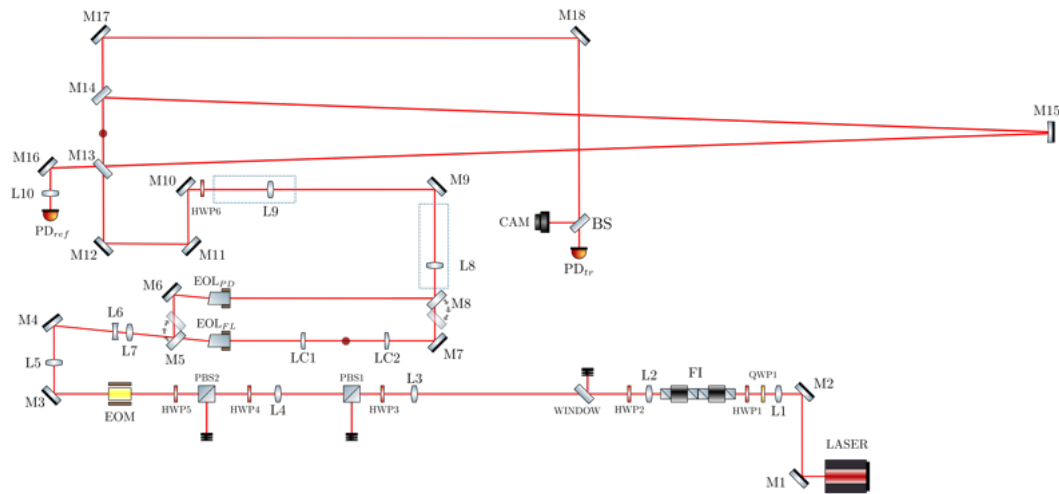 M17
M18
M14
M15
M16
M13
L10
PD_ref
M10
HWP6
L9
M9
CAM
BS
PD_tr
M12
M11
L8
M6
EOL_PD
M8
M4
L6
L7
M5
EOL_FL
LC1
LC2
M7
L5
M3
EOM
HWP5
PBS2
HWP4
L4
PBS1
HWP3
L3
WINDOW
HWP2
L2
FI
HWP1
QWP1
L1
M2
M1
LASER